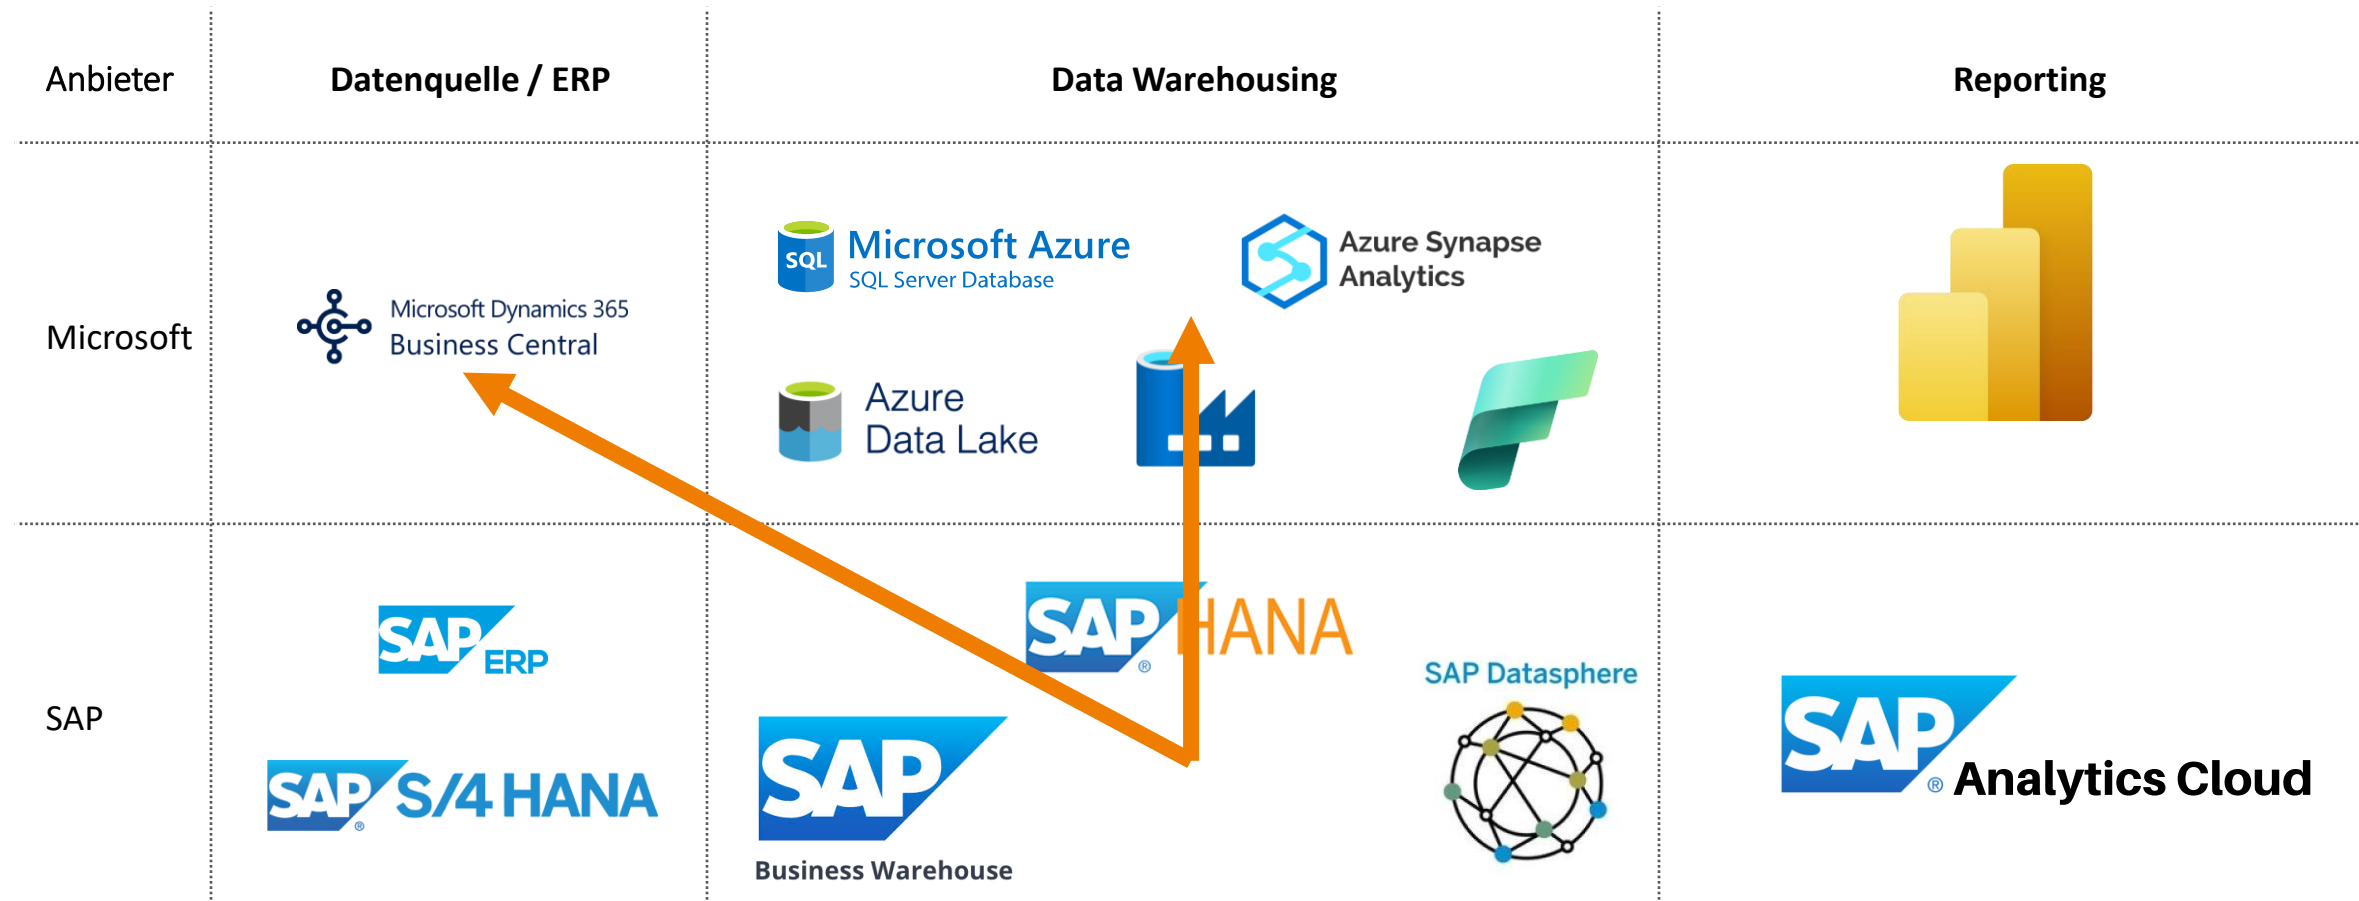 Anbieter
Datenquelle / ERP
Data Warehousing
Reporting
Microsoft
Microsoft Dynamics 365
Business Central
SQL
Microsoft Azure
SQL Server Database
Azure Synapse
Analytics
Azure
Data Lake
SAP
SAP ERP
SAP® S/4 HANA
SAP® HANA
SAP
Business Warehouse
SAP Datasphere
SAP® Analytics Cloud